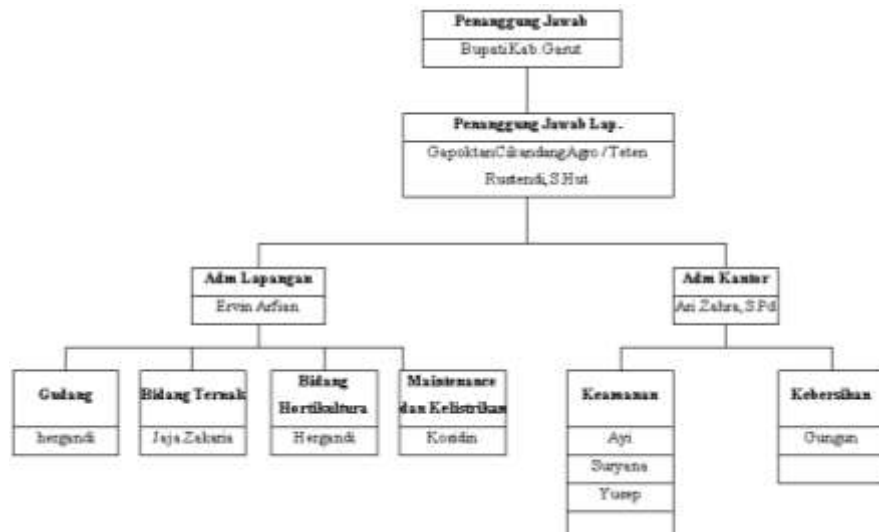 Penanggung Jawab
Bupati Kab. Garut
Penanggung Jawab Lap.
Gapoktan Cikandang Agro / Teten
Rustendi, S.Hut
Adm Lapangan
Ervin Arfian
Adm Kantor
Ari Zahra, S.Pd
Gudang
hergandi
Bidang Ternak
Jaja Zakaria
Bidang
Hortikultura
Hergandi
Maintenance
dan Kelistrikan
Kosidin
Keamanan
Ayi
Suryana
Yusep
Kebersihan
Gungun